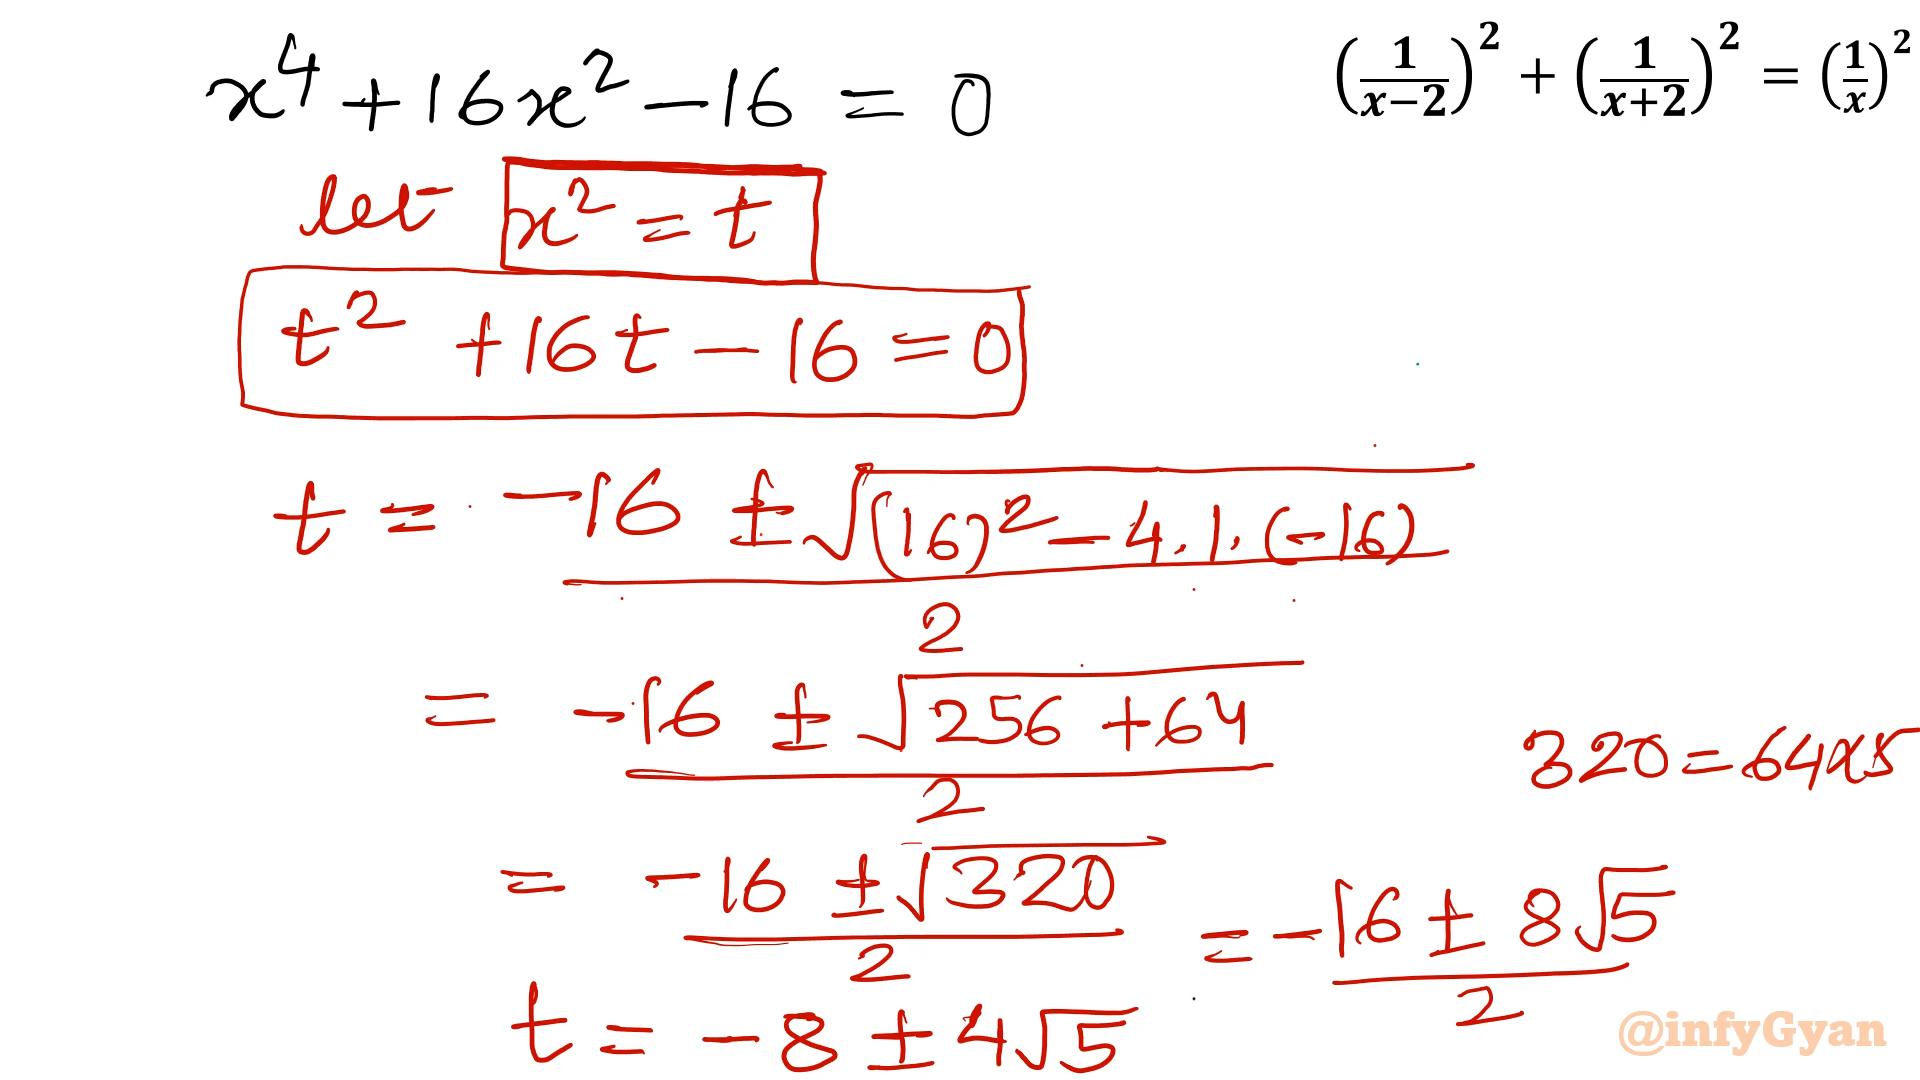 x⁴ + 16x² - 16 = 0
(1/(x-2))² + (1/(x+2))² = (1/x)²
let x² = t
t² + 16t - 16 = 0
t = (-16 ± √((16)² - 4.1.(-16)))/2
= (-16 ± √(256 + 64))/2
320 = 64x5
= (-16 ± √320)/2 = (-16 ± 8√5)/2
t = -8 ± 4√5
@infyGyan